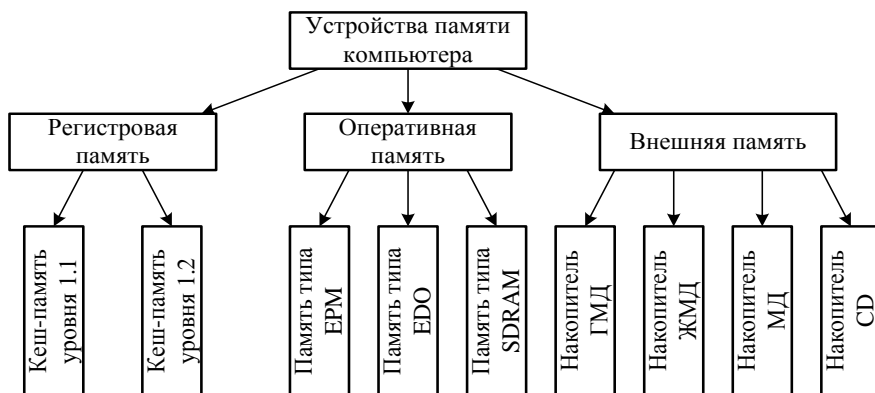 Устройства памяти
компьютера
Регистровая
память
Оперативная
память
Внешняя память
Кеш-память
уровня 1.1
Кеш-память
уровня 1.2
Память типа
EPM
Память типа
EDO
Память типа
SDRAM
Накопитель
ГМД
Накопитель
ЖМД
Накопитель
МД
Накопитель
CD